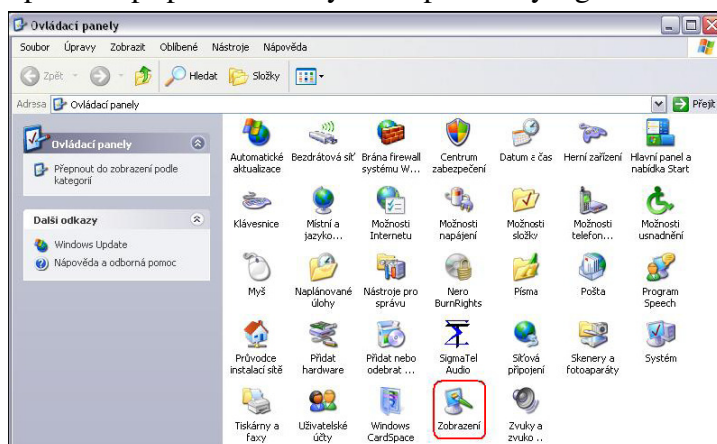 Ovládací panely
Soubor Úpravy Zobrazit Oblíbené Nástroje Nápověda
Zpět Hledat Složky
Adresa Ovládací panely Přejít
Ovládací panely
Přepnout do zobrazení podle
kategorií
Další odkazy
Windows Update
Nápověda a odborná pomoc
Automatické
aktualizace
Bezdrátová síť
Brána firewall
systému W...
Centrum
zabezpečení
Datum a čas
Herní zařízení
Hlavní panel a
nabídka Start
Klávesnice
Místní a
jazyko...
Možnosti
Internetu
Možnosti
napájení
Možnosti
složky
Možnosti
telefon...
Možnosti
usnadnění
Myš
Naplánované
úlohy
Nástroje pro
správu
Nero
BurnRights
Písma
Pošta
Program
Speech
Průvodce
instalací sítě
Přidat
hardware
Přidat nebo
odebrat ...
SigmaTel
Audio
Síťová
připojení
Skenery a
fotoaparáty
Systém
Tiskárny a
faxy
Uživatelské
účty
Windows
CardSpace
Zobrazení
Zvuky a
zvuko ..